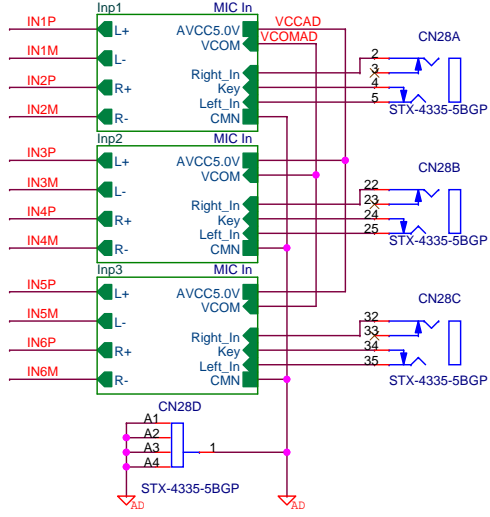 Inp1 MIC In
IN1P L+ AVCC5.0V VCCAD
VCOM VCOMAD
IN1M L-
CN28A
2
Right_In 3
IN2P R+ Key 4
Left_In 5
IN2M R- CMN STX-4335-5BGP
Inp2 MIC In
IN3P L+ AVCC5.0V
VCOM
CN28B
IN3M L- 22
Right_In 23
IN4P R+ Key 24
Left_In 25
IN4M R- CMN STX-4335-5BGP
Inp3 MIC In
IN5P L+ AVCC5.0V
VCOM
CN28C
IN5M L- 32
Right_In 33
IN6P R+ Key 34
Left_In 35
IN6M R- CMN STX-4335-5BGP
CN28D
A1
A2
A3 1
A4
STX-4335-5BGP
AD AD